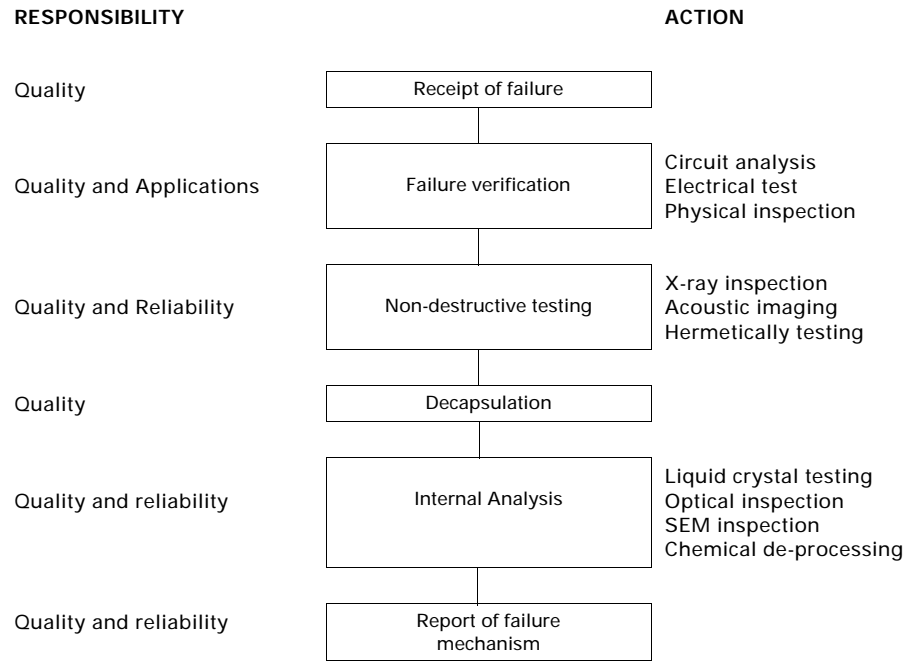 RESPONSIBILITY
ACTION
Quality
Receipt of failure
Quality and Applications
Failure verification
Circuit analysis
Electrical test
Physical inspection
Quality and Reliability
Non-destructive testing
X-ray inspection
Acoustic imaging
Hermetically testing
Quality
Decapsulation
Quality and reliability
Internal Analysis
Liquid crystal testing
Optical inspection
SEM inspection
Chemical de-processing
Quality and reliability
Report of failure
mechanism